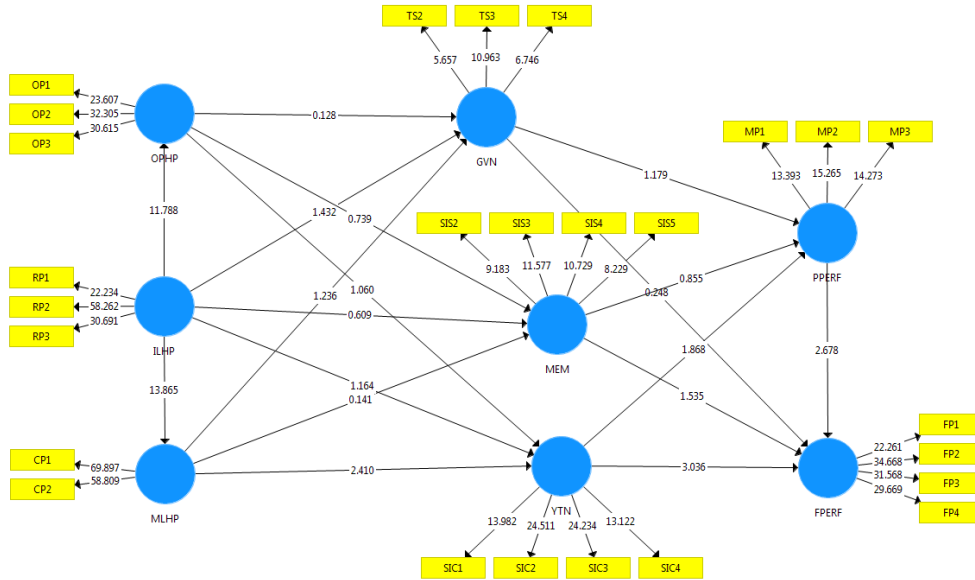 TS2 TS3 TS4
5.657 10.963 6.746
OP1
OP2
OP3
23.607
32.305
30.615
OPHP
0.128
GVN
MP1 MP2 MP3
13.393 15.265 14.273
1.179
11.788
1.432
0.739
SIS2 SIS3 SIS4 SIS5
9.183 11.577 10.729 8.229
PPERF
RP1
RP2
RP3
22.234
58.262
30.691
ILHP
1.236
1.060
0.609
0.855
0.248
MEM
1.868
2.678
13.865
1.164
0.141
1.535
CP1
CP2
69.897
58.809
MLHP
2.410
YTN
3.036
FPERF
22.261
34.668
31.568
29.669
FP1
FP2
FP3
FP4
13.982 24.511 24.234 13.122
SIC1 SIC2 SIC3 SIC4